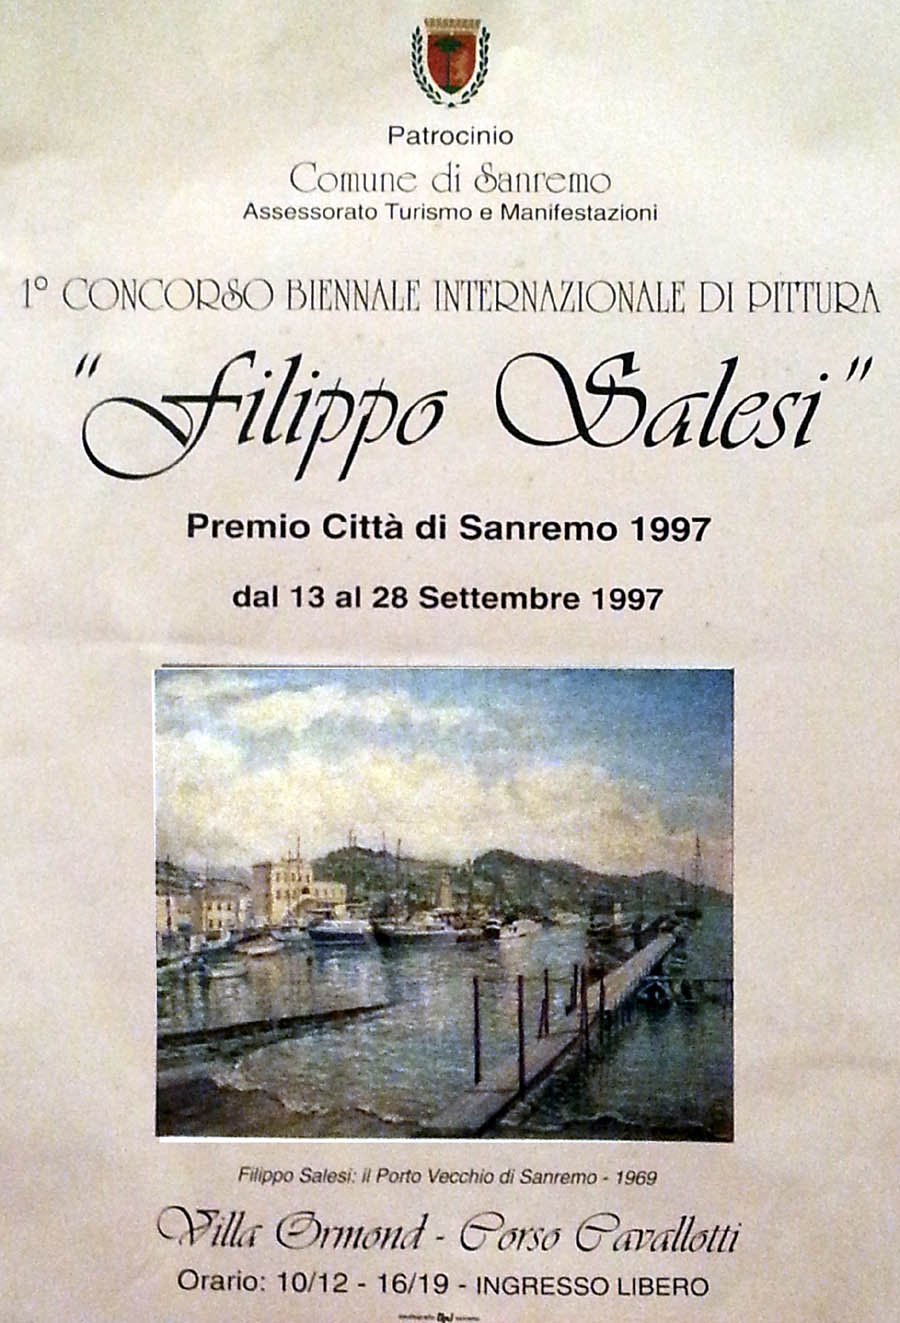 Patrocinio
Comune di Sanremo
Assessorato Turismo e Manifestazioni
1° CONCORSO BIENNALE INTERNAZIONALE DI PITTURA
"Filippo Salesi"
Premio Città di Sanremo 1997
dal 13 al 28 Settembre 1997
Filippo Salesi: il Porto Vecchio di Sanremo - 1969
Villa Ormond - Corso Cavallotti
Orario: 10/12 - 16/19 - INGRESSO LIBERO